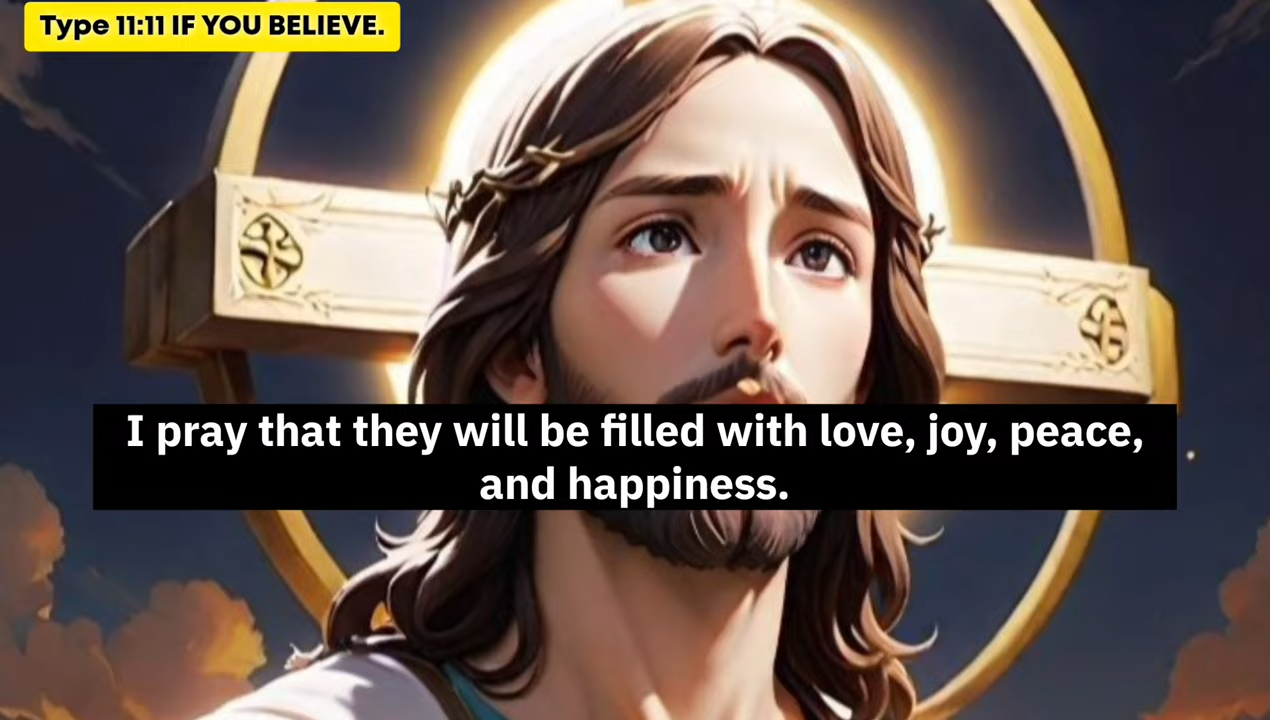 Type 11:11 IF YOU BELIEVE.
I pray that they will be filled with love, joy, peace,
and happiness.